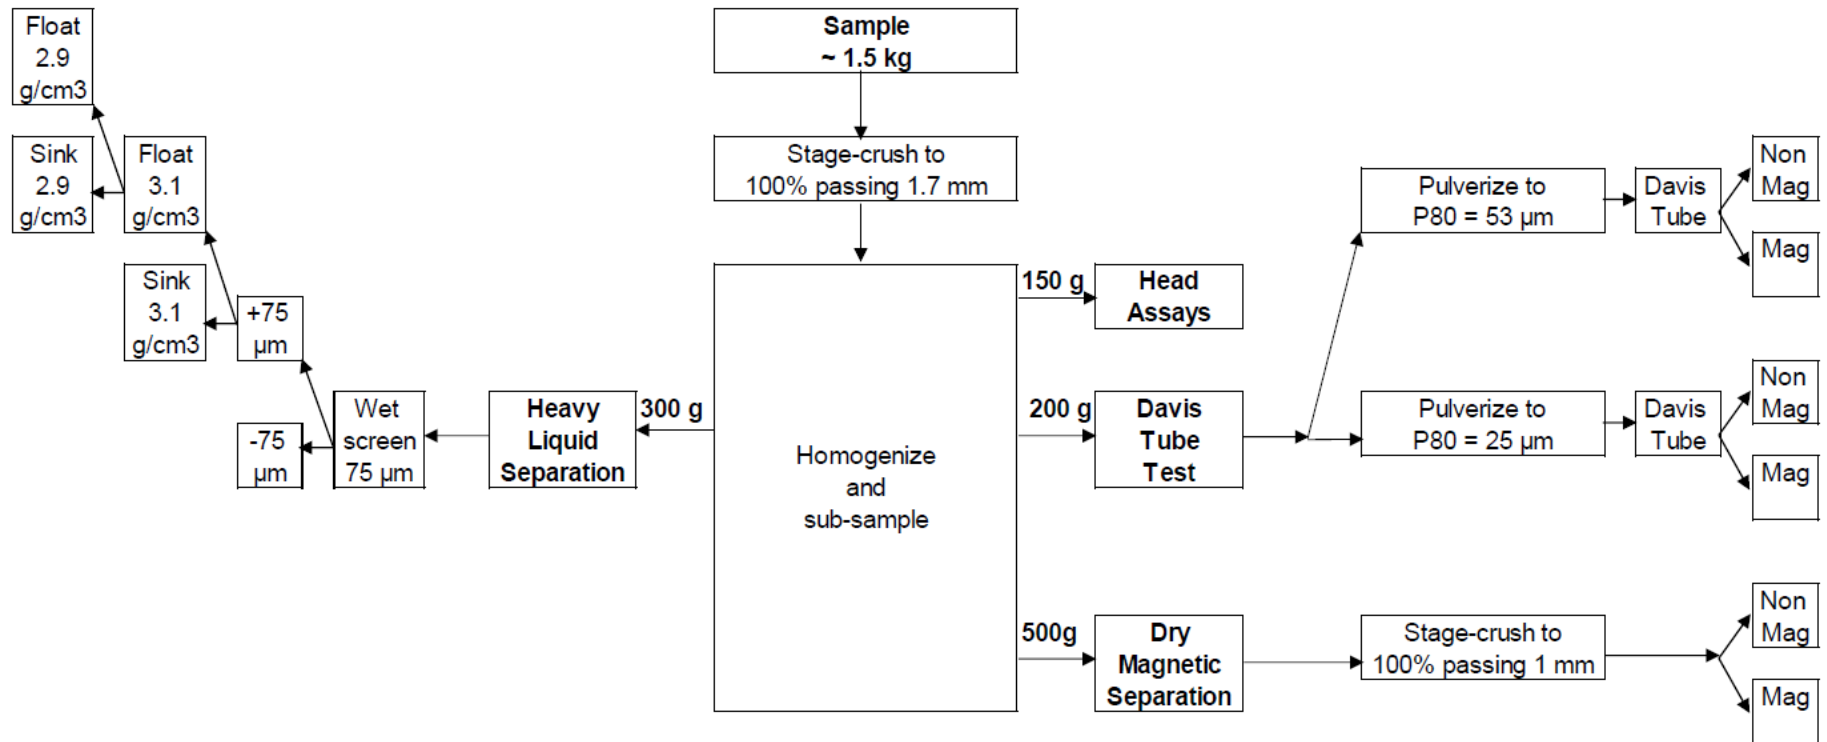 Float
2.9
g/cm3
Sink
2.9
g/cm3
Float
3.1
g/cm3
Sink
3.1
g/cm3
+75
µm
-75
µm
Wet
screen
75 µm
Heavy
Liquid
Separation
300 g
Sample
~ 1.5 kg
Stage-crush to
100% passing 1.7 mm
Homogenize
and
sub-sample
150 g
Head
Assays
200 g
Davis
Tube
Test
Pulverize to
P80 = 53 µm
Davis
Tube
Non
Mag
Mag
Pulverize to
P80 = 25 µm
Davis
Tube
Non
Mag
Mag
500g
Dry
Magnetic
Separation
Stage-crush to
100% passing 1 mm
Non
Mag
Mag